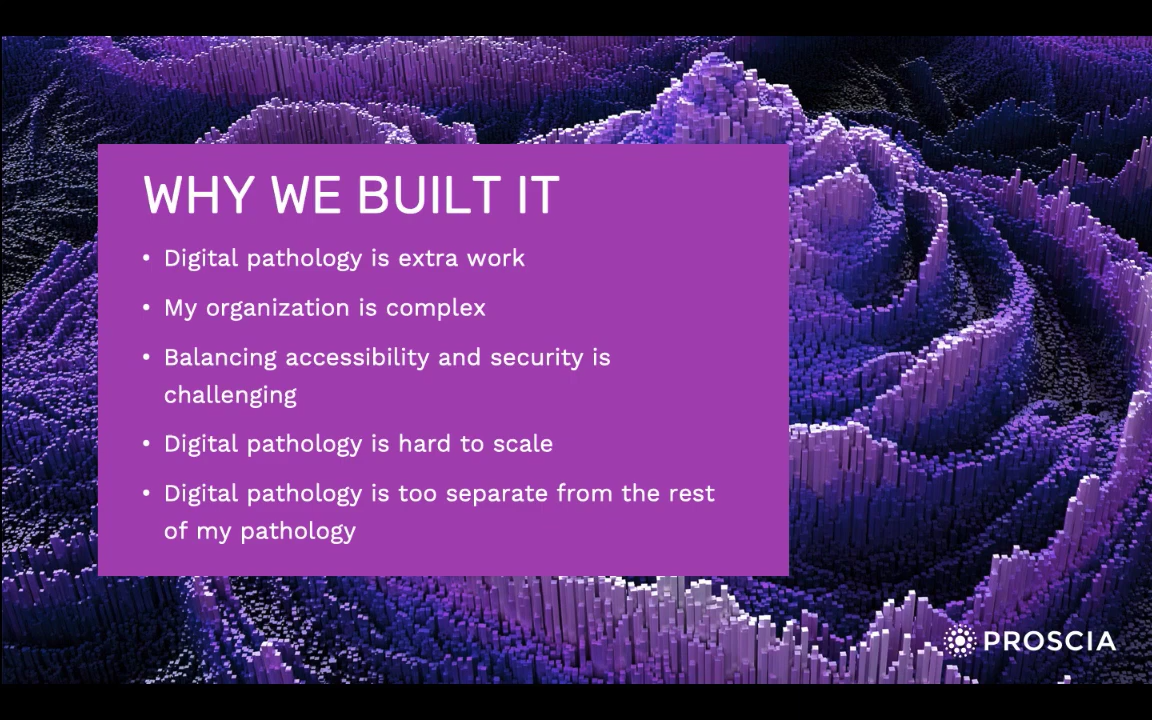 WHY WE BUILT IT
• Digital pathology is extra work
• My organization is complex
• Balancing accessibility and security is
challenging
• Digital pathology is hard to scale
• Digital pathology is too separate from the rest
of my pathology
PROSCIA